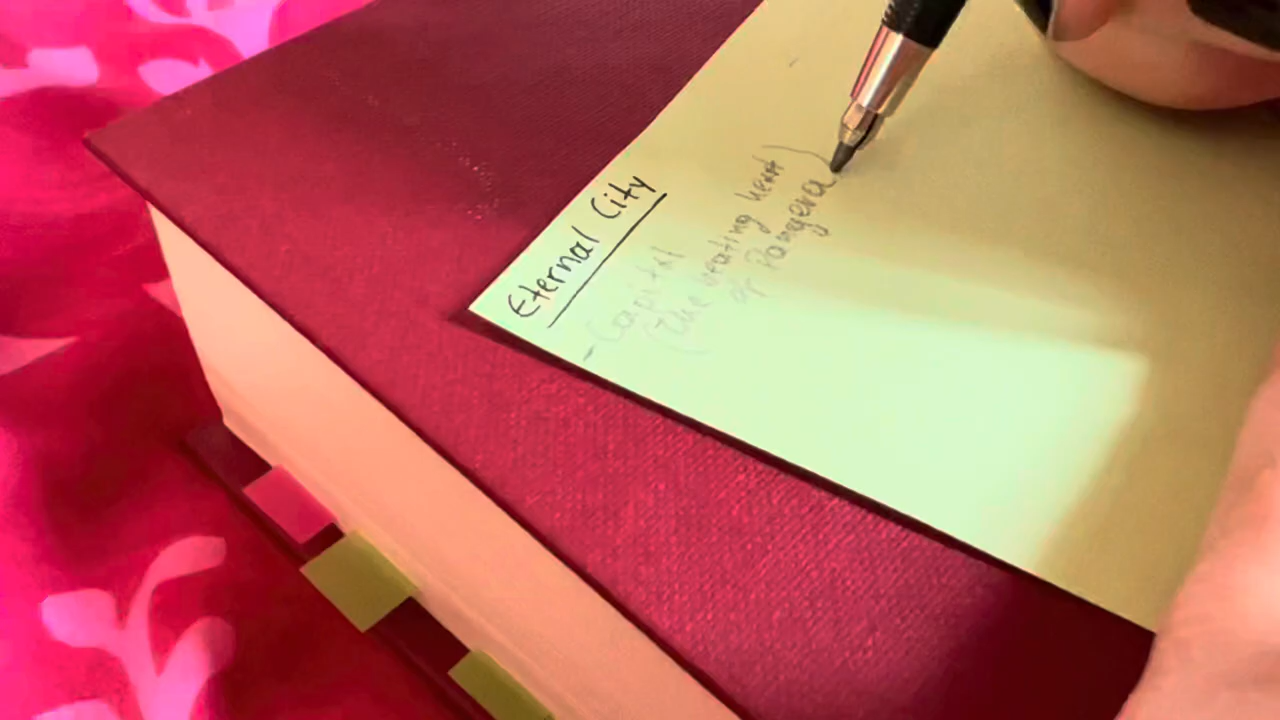 Eternal City
- Capital
(the beating heart
of Pangera)